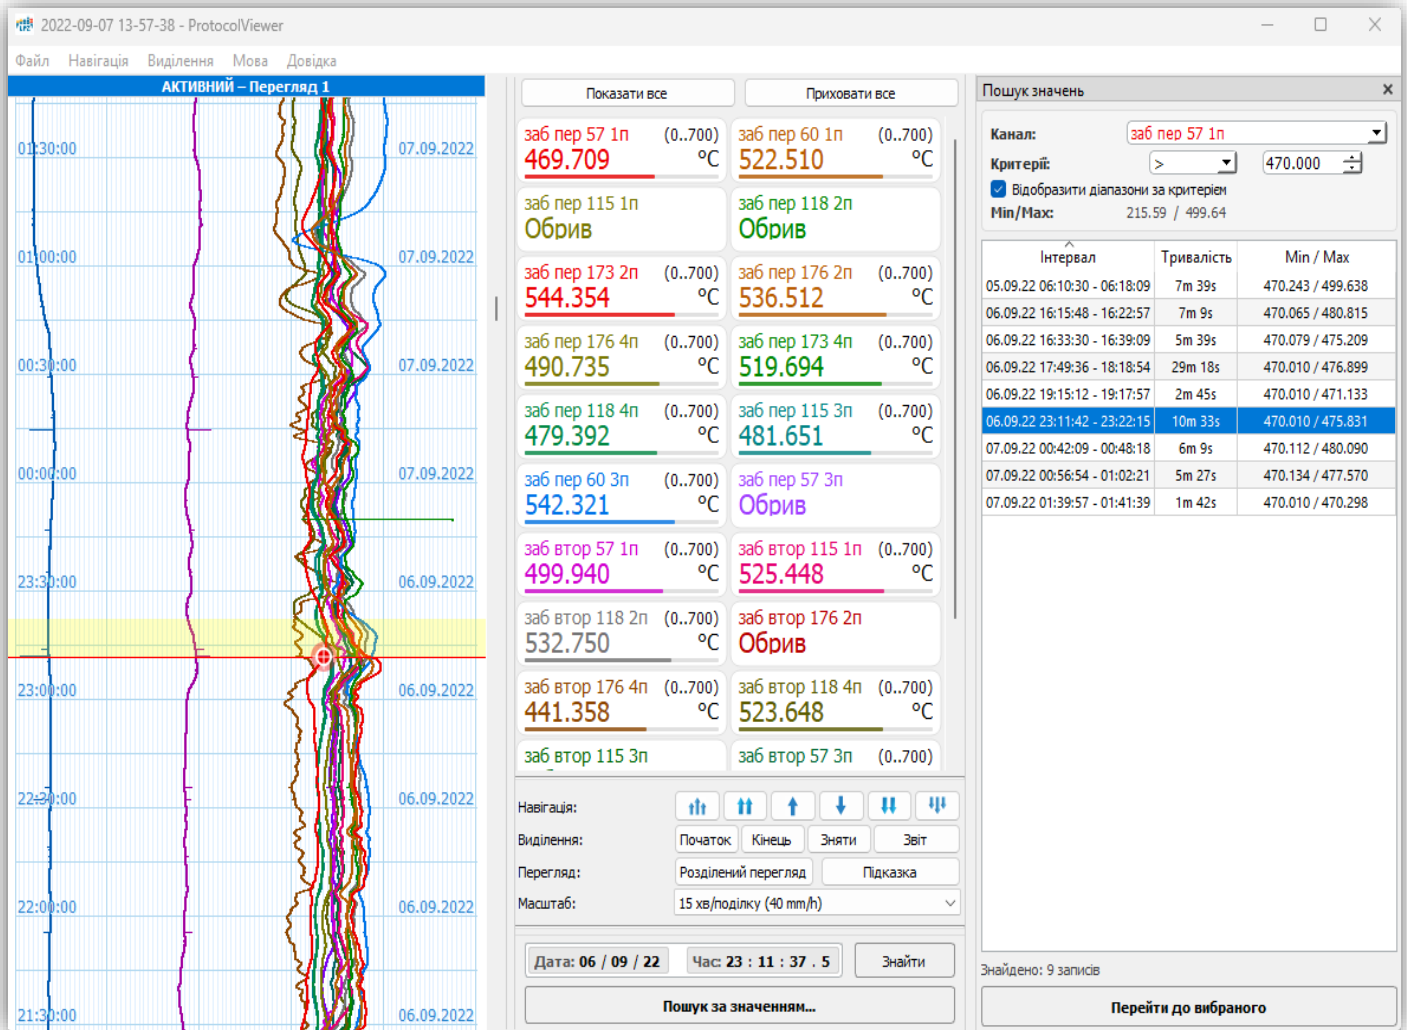 2022-09-07 13-57-38 - ProtocolViewer
Файл Навігація Виділення Мова Довідка
АКТИВНИЙ – Перегляд 1
01:30:00 07.09.2022
01:00:00 07.09.2022
00:30:00 07.09.2022
00:00:00 07.09.2022
23:30:00 06.09.2022
23:00:00 06.09.2022
22:30:00 06.09.2022
22:00:00 06.09.2022
21:30:00 06.09.2022
Показати все Приховати все
заб пер 57 1п (0..700) заб пер 60 1п (0..700)
469.709 °C 522.510 °C
заб пер 115 1п заб пер 118 2п
Обрив Обрив
заб пер 173 2п (0..700) заб пер 176 2п (0..700)
544.354 °C 536.512 °C
заб пер 176 4п (0..700) заб пер 173 4п (0..700)
490.735 °C 519.694 °C
заб пер 118 4п (0..700) заб пер 115 3п (0..700)
479.392 °C 481.651 °C
заб пер 60 3п (0..700) заб пер 57 3п
542.321 °C Обрив
заб втор 57 1п (0..700) заб втор 115 1п (0..700)
499.940 °C 525.448 °C
заб втор 118 2п (0..700) заб втор 176 2п
532.750 °C Обрив
заб втор 176 4п (0..700) заб втор 118 4п (0..700)
441.358 °C 523.648 °C
заб втор 115 3п заб втор 57 3п (0..700)
Навігація:
Виділення: Початок Кінець Зняти Звіт
Перегляд: Розділений перегляд Підказка
Масштаб: 15 хв/поділку (40 mm/h)
Дата: 06 / 09 / 22 Час: 23 : 11 : 37 . 5 Знайти
Пошук за значенням...
Пошук значень
Канал: заб пер 57 1п
Критерії: > 470.000
Відобразити діапазони за критерієм
Min/Max: 215.59 / 499.64
Інтервал Тривалість Min / Max
05.09.22 06:10:30 - 06:18:09 7m 39s 470.243 / 499.638
06.09.22 16:15:48 - 16:22:57 7m 9s 470.065 / 480.815
06.09.22 16:33:30 - 16:39:09 5m 39s 470.079 / 475.209
06.09.22 17:49:36 - 18:18:54 29m 18s 470.010 / 476.899
06.09.22 19:15:12 - 19:17:57 2m 45s 470.010 / 471.133
06.09.22 23:11:42 - 23:22:15 10m 33s 470.010 / 475.831
07.09.22 00:42:09 - 00:48:18 6m 9s 470.112 / 480.090
07.09.22 00:56:54 - 01:02:21 5m 27s 470.134 / 477.570
07.09.22 01:39:57 - 01:41:39 1m 42s 470.010 / 470.298
Знайдено: 9 записів
Перейти до вибраного